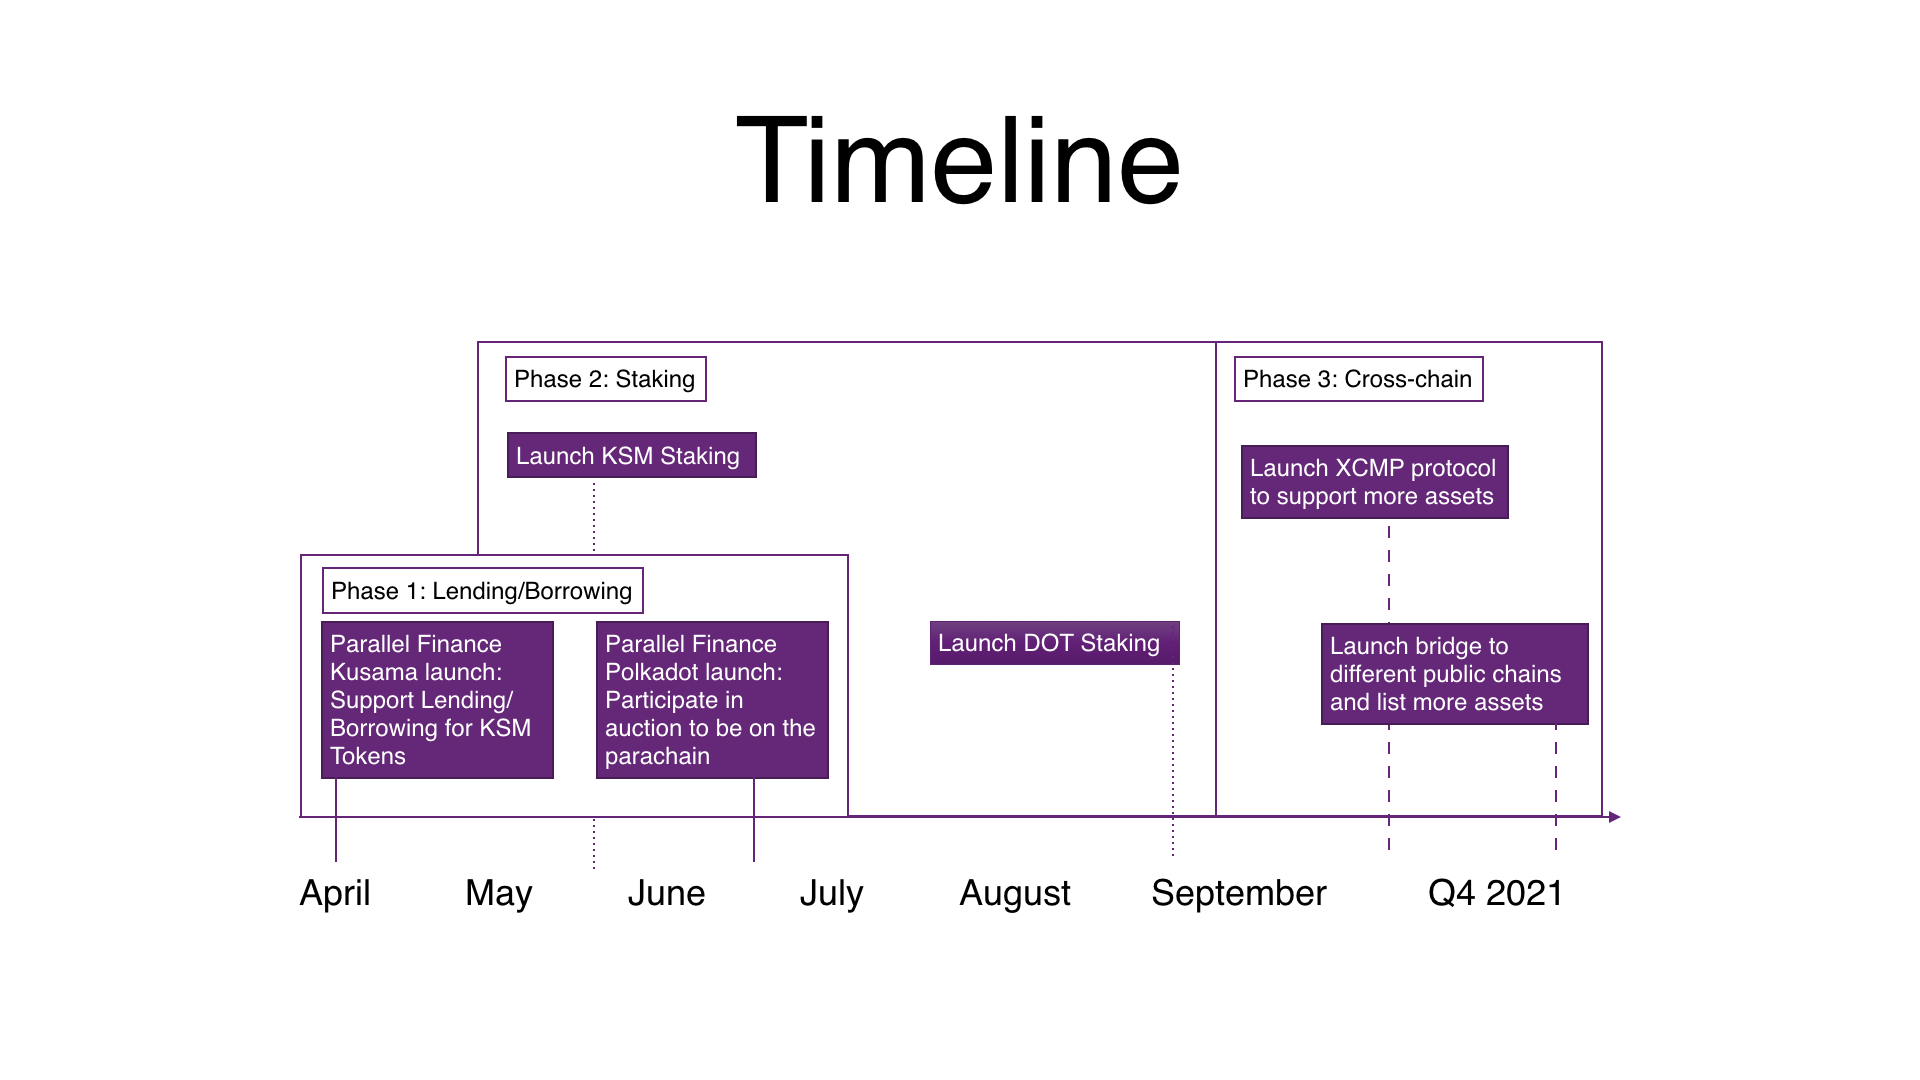 Timeline
Phase 2: Staking
Phase 3: Cross-chain
Launch KSM Staking
Launch XCMP protocol
to support more assets
Phase 1: Lending/Borrowing
Parallel Finance
Kusama launch:
Support Lending/
Borrowing for KSM
Tokens
Parallel Finance
Polkadot launch:
Participate in
auction to be on the
parachain
Launch DOT Staking
Launch bridge to
different public chains
and list more assets
April May June July August September Q4 2021